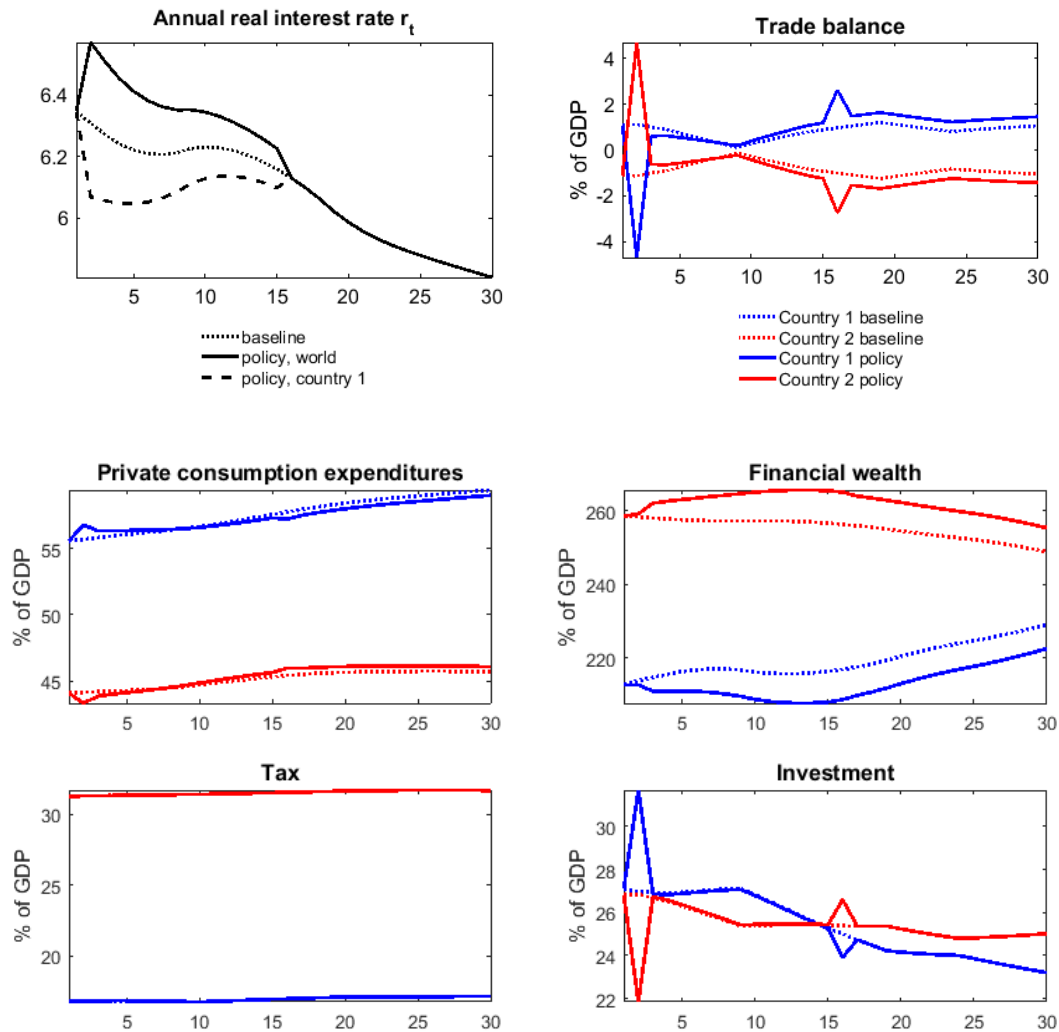 Annual real interest rate r_t
6.4
6.2
6
5 10 15 20 25 30
baseline
policy, world
policy, country 1
Trade balance
% of GDP
4
2
0
-2
-4
5 10 15 20 25 30
Country 1 baseline
Country 2 baseline
Country 1 policy
Country 2 policy
Private consumption expenditures
% of GDP
55
50
45
5 10 15 20 25 30
Financial wealth
% of GDP
260
240
220
5 10 15 20 25 30
Tax
% of GDP
30
25
20
5 10 15 20 25 30
Investment
% of GDP
30
28
26
24
22
5 10 15 20 25 30